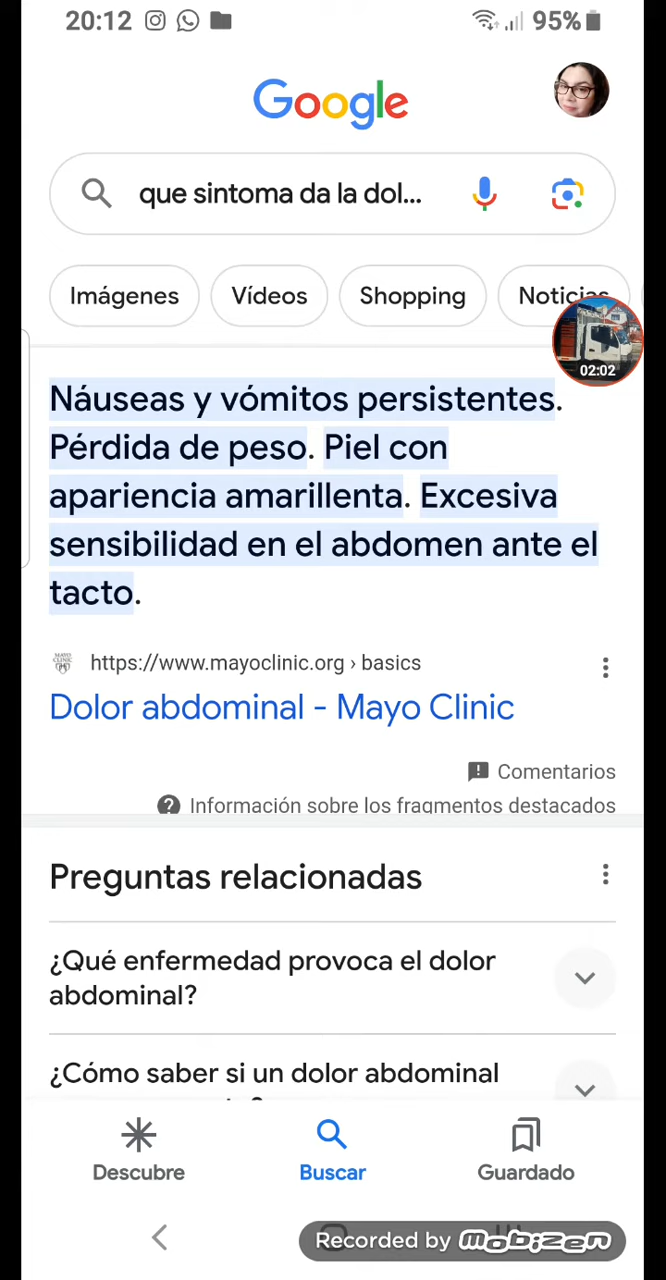 20:12 95%
Google
que sintoma da la dol...
Imágenes Vídeos Shopping Noticias
02:02
Náuseas y vómitos persistentes.
Pérdida de peso. Piel con
apariencia amarillenta. Excesiva
sensibilidad en el abdomen ante el
tacto.
MAYO CLINIC
https://www.mayoclinic.org › basics
Dolor abdominal - Mayo Clinic
Comentarios
Información sobre los fragmentos destacados
Preguntas relacionadas
¿Qué enfermedad provoca el dolor
abdominal?
¿Cómo saber si un dolor abdominal
Descubre Buscar Guardado
Recorded by mobizen